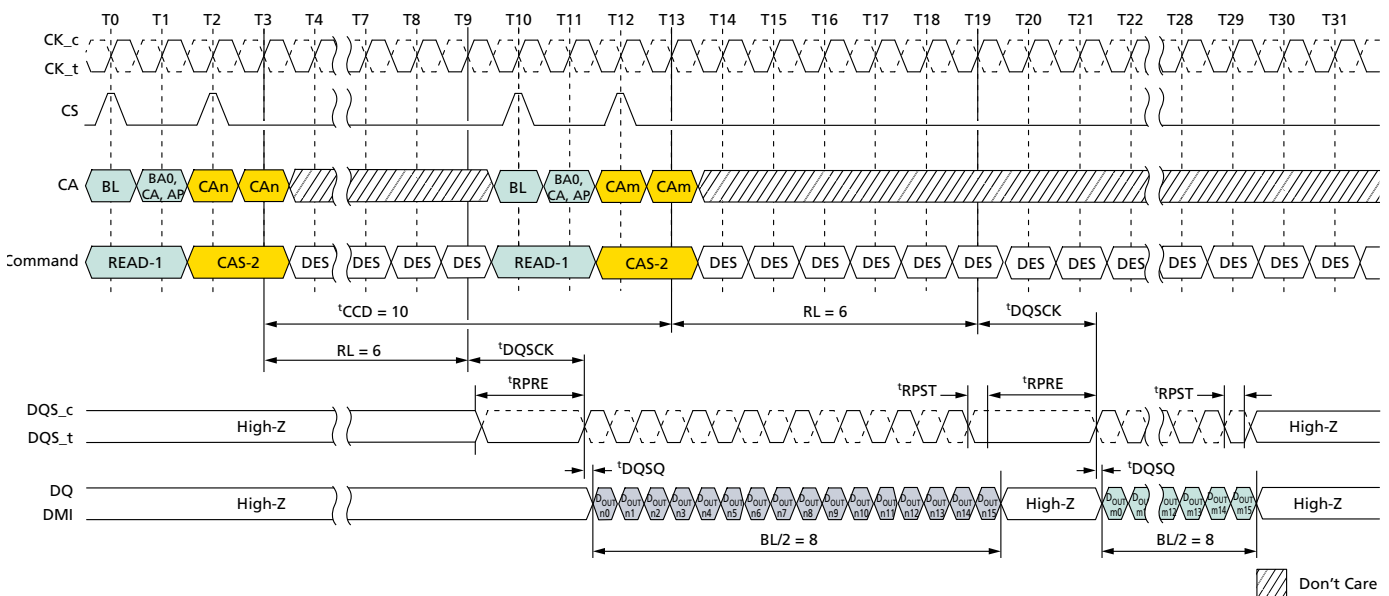 T0 T1 T2 T3 T4 T7 T8 T9 T10 T11 T12 T13 T14 T15 T16 T17 T18 T19 T20 T21 T22 T28 T29 T30 T31
CK_c
CK_t
CS
CA BL BA0, CA, AP CAn CAn BL BA0, CA, AP CAm CAm
Command READ-1 CAS-2 DES DES DES DES READ-1 CAS-2 DES DES DES DES DES DES DES DES DES DES DES DES DES
tCCD = 10 RL = 6 tDQSCK
RL = 6 tDQSCK
tRPRE tRPST tRPRE tRPST
DQS_c
DQS_t
High-Z High-Z
tDQSQ tDQSQ
DQ
DMI
High-Z DOUT n0 DOUT n1 DOUT n2 DOUT n3 DOUT n4 DOUT n5 DOUT n6 DOUT n7 DOUT n8 DOUT n9 DOUT n10 DOUT n11 DOUT n12 DOUT n13 DOUT n14 DOUT n15 High-Z DOUT m0 DOUT DOUT m12 DOUT m13 DOUT m14 DOUT m15 High-Z
BL/2 = 8 BL/2 = 8
Don't Care